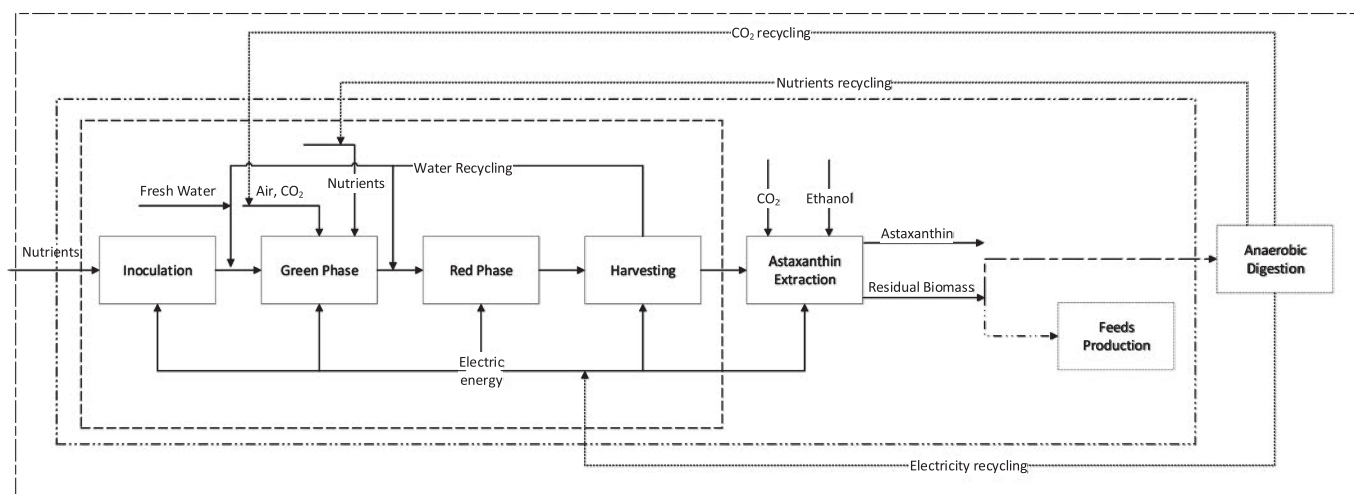 CO₂ recycling
Nutrients recycling
Water Recycling
Fresh Water
Air, CO₂
Nutrients
CO₂
Ethanol
Nutrients
Inoculation
Green Phase
Red Phase
Harvesting
Astaxanthin
Extraction
Astaxanthin
Residual Biomass
Anaerobic
Digestion
Feeds
Production
Electric
energy
Electricity recycling